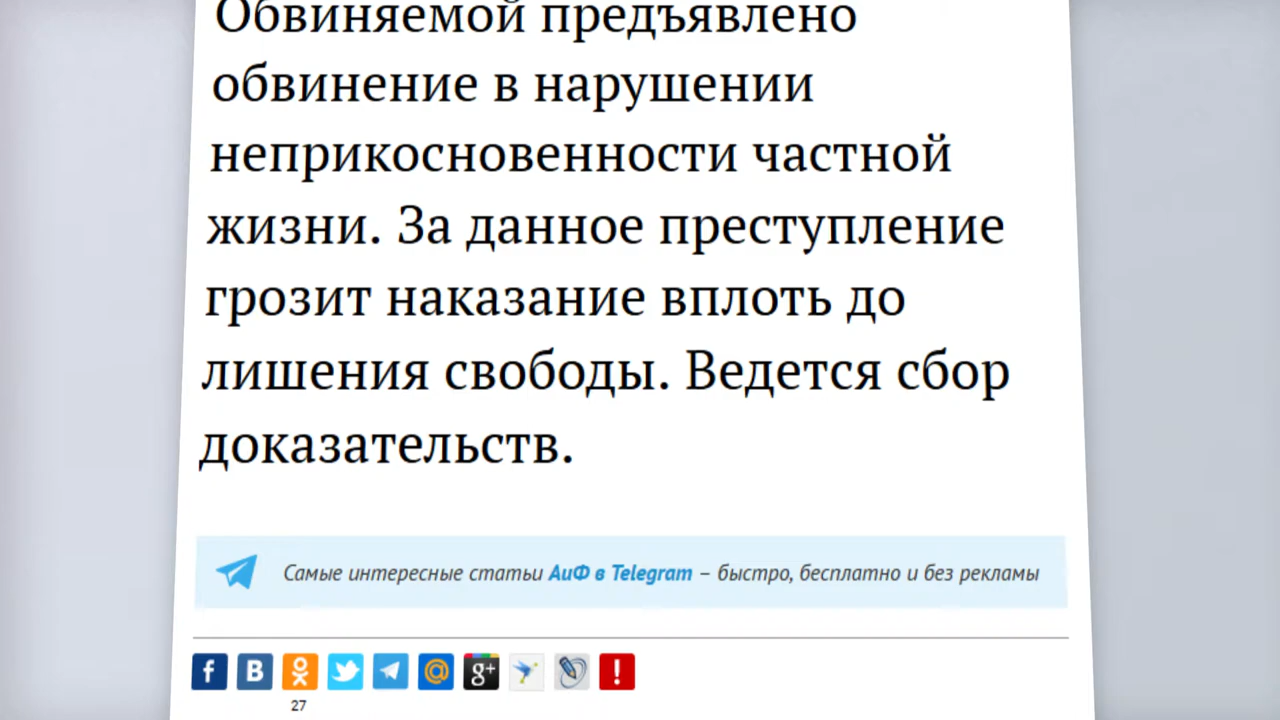 Обвиняемой предъявлено
обвинение в нарушении
неприкосновенности частной
жизни. За данное преступление
грозит наказание вплоть до
лишения свободы. Ведется сбор
доказательств.
Самые интересные статьи АиФ в Telegram – быстро, бесплатно и без рекламы
f B @ g+ !
27